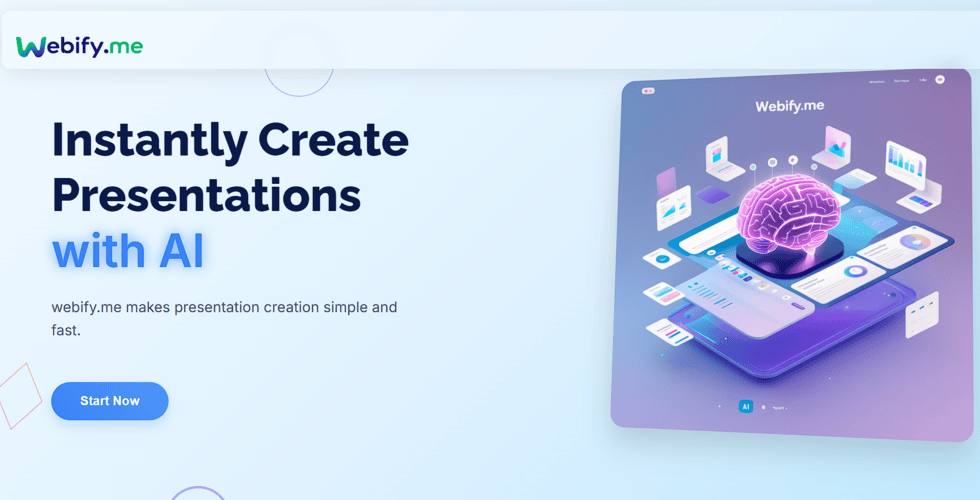 Webify.me
Instantly Create
Presentations
with AI
webify.me makes presentation creation simple and
fast.
Start Now
Webify.me
AI